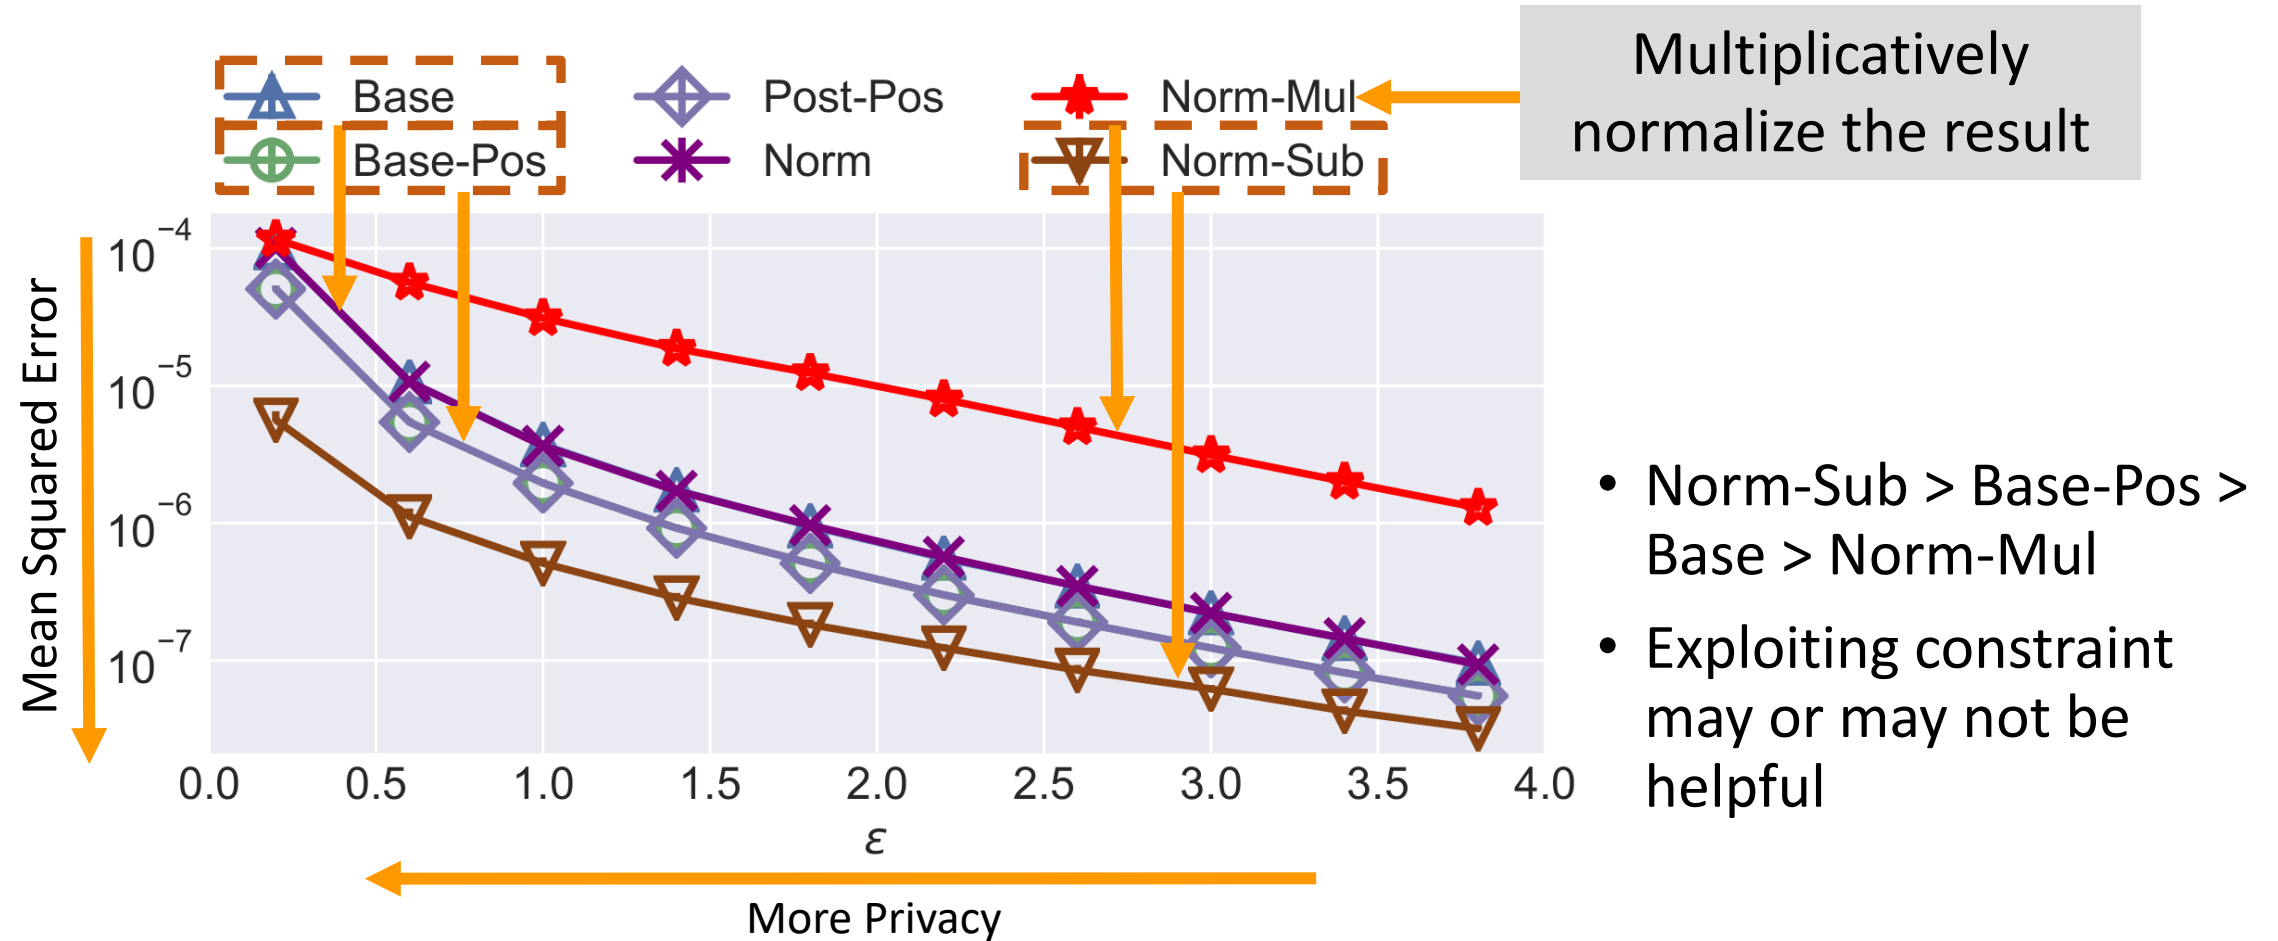 Base
Post-Pos
Norm-Mul
Base-Pos
Norm
Norm-Sub
Multiplicatively
normalize the result
Mean Squared Error
10⁻⁴
10⁻⁵
10⁻⁶
10⁻⁷
0.0 0.5 1.0 1.5 2.0 2.5 3.0 3.5 4.0
ε
More Privacy
• Norm-Sub > Base-Pos >
Base > Norm-Mul
• Exploiting constraint
may or may not be
helpful